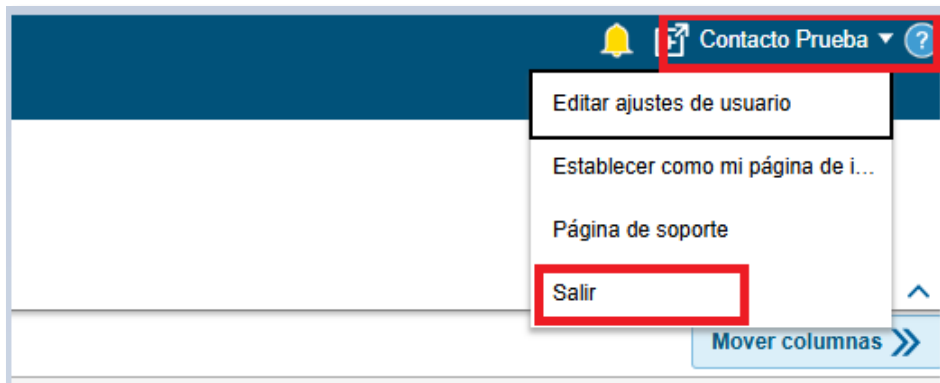 Contacto Prueba ?
Editar ajustes de usuario
Establecer como mi página de i...
Página de soporte
Salir
Mover columnas